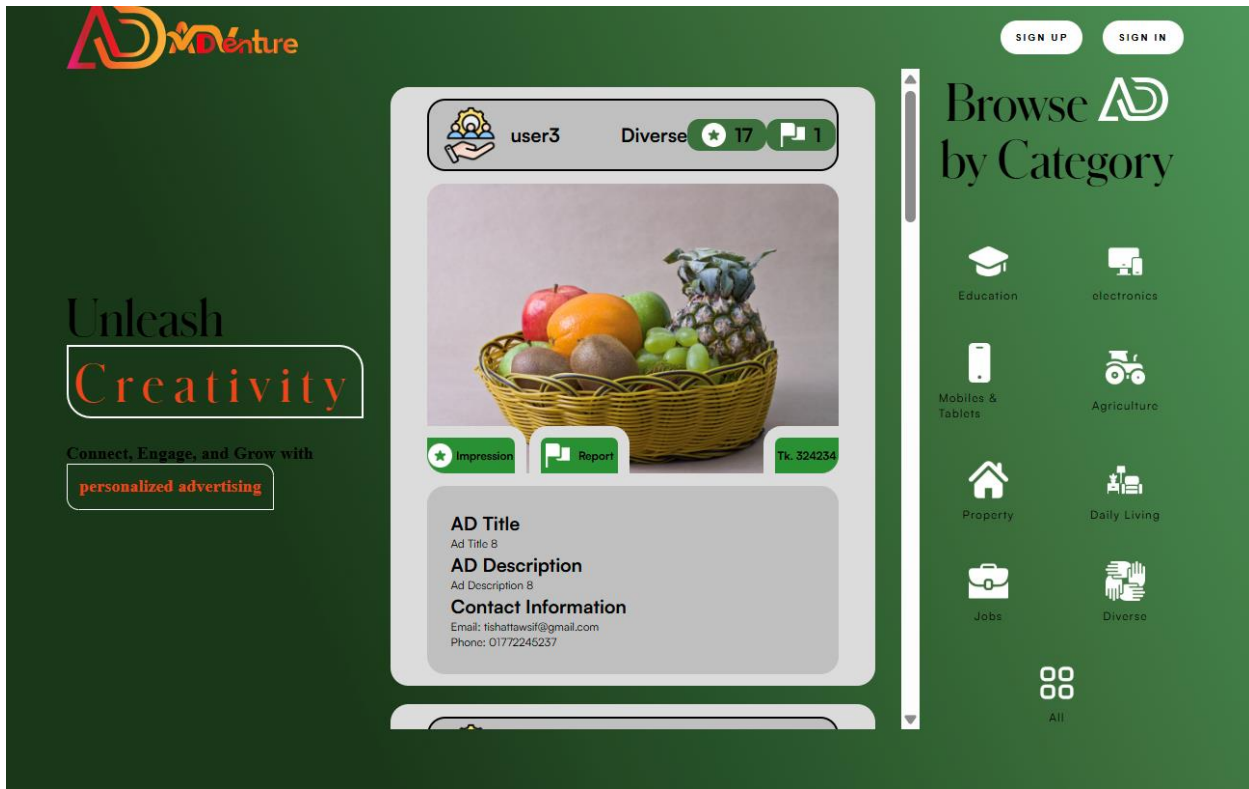 AD ADVenture
SIGN UP
SIGN IN
Unleash
Creativity
Connect, Engage, and Grow with
personalized advertising
user3
Diverse
17
1
Impression
Report
Tk. 324234
AD Title
Ad Title 8
AD Description
Ad Description 8
Contact Information
Email: tishattawsif@gmail.com
Phone: 01772245237
Browse AD
by Category
Education
electronics
Mobiles &
Tablets
Agriculture
Property
Daily Living
Jobs
Diverse
All